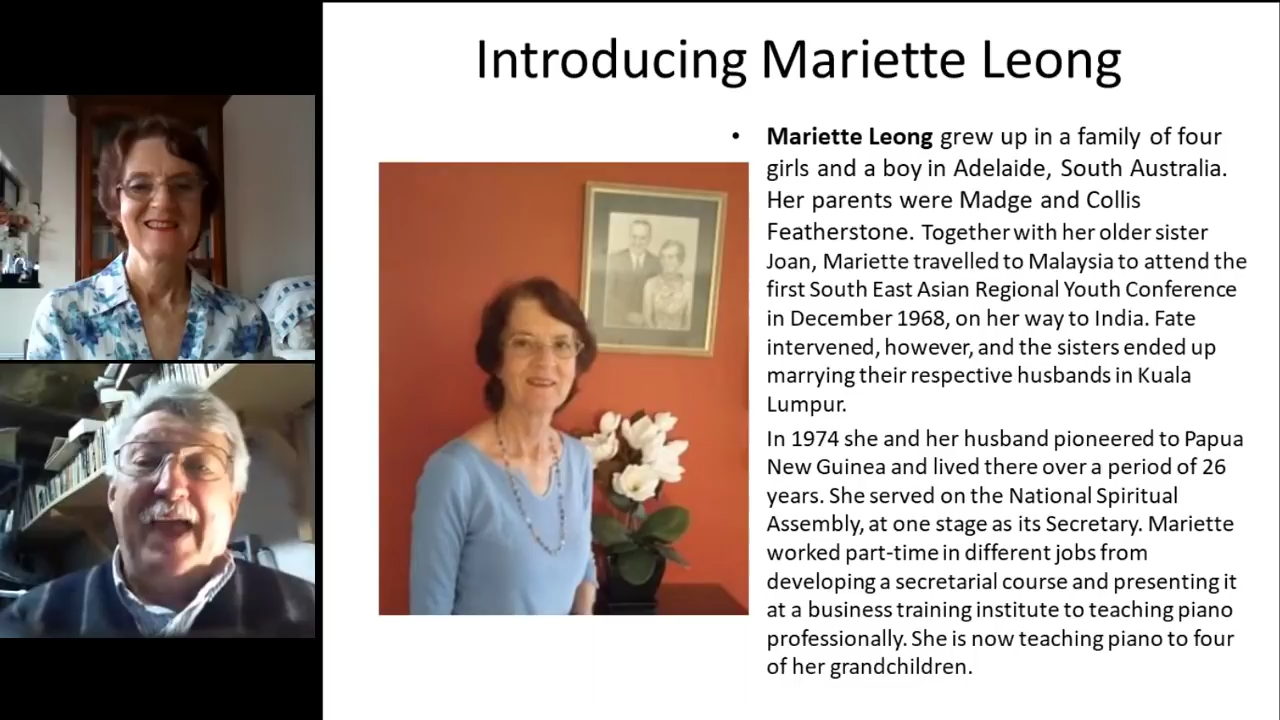 Introducing Mariette Leong
• Mariette Leong grew up in a family of four
girls and a boy in Adelaide, South Australia.
Her parents were Madge and Collis
Featherstone. Together with her older sister
Joan, Mariette travelled to Malaysia to attend the
first South East Asian Regional Youth Conference
in December 1968, on her way to India. Fate
intervened, however, and the sisters ended up
marrying their respective husbands in Kuala
Lumpur.
In 1974 she and her husband pioneered to Papua
New Guinea and lived there over a period of 26
years. She served on the National Spiritual
Assembly, at one stage as its Secretary. Mariette
worked part-time in different jobs from
developing a secretarial course and presenting it
at a business training institute to teaching piano
professionally. She is now teaching piano to four
of her grandchildren.